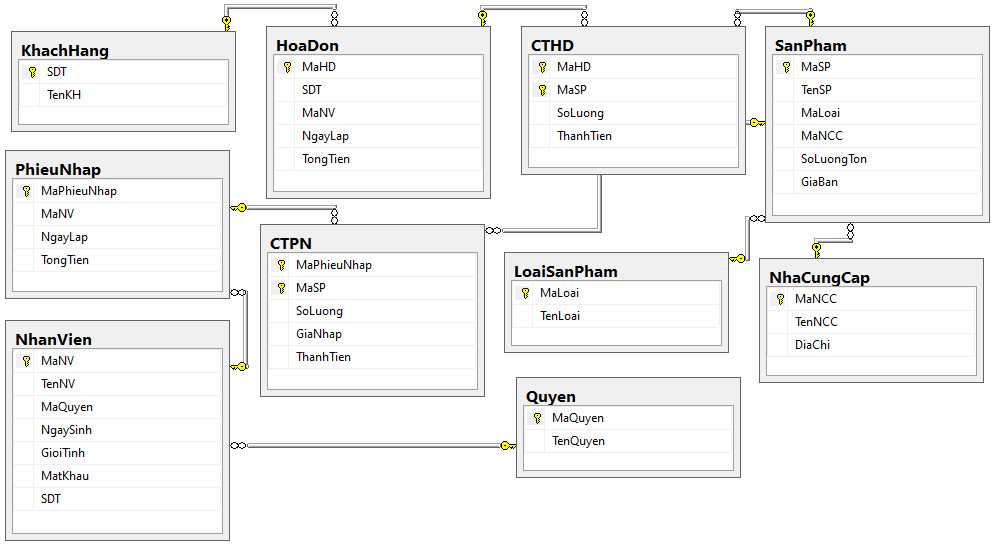 KhachHang
SDT
TenKH
HoaDon
MaHD
SDT
MaNV
NgayLap
TongTien
CTHD
MaHD
MaSP
SoLuong
ThanhTien
SanPham
MaSP
TenSP
MaLoai
MaNCC
SoLuongTon
GiaBan
PhieuNhap
MaPhieuNhap
MaNV
NgayLap
TongTien
CTPN
MaPhieuNhap
MaSP
SoLuong
GiaNhap
ThanhTien
LoaiSanPham
MaLoai
TenLoai
NhaCungCap
MaNCC
TenNCC
DiaChi
NhanVien
MaNV
TenNV
MaQuyen
NgaySinh
GioiTinh
MatKhau
SDT
Quyen
MaQuyen
TenQuyen